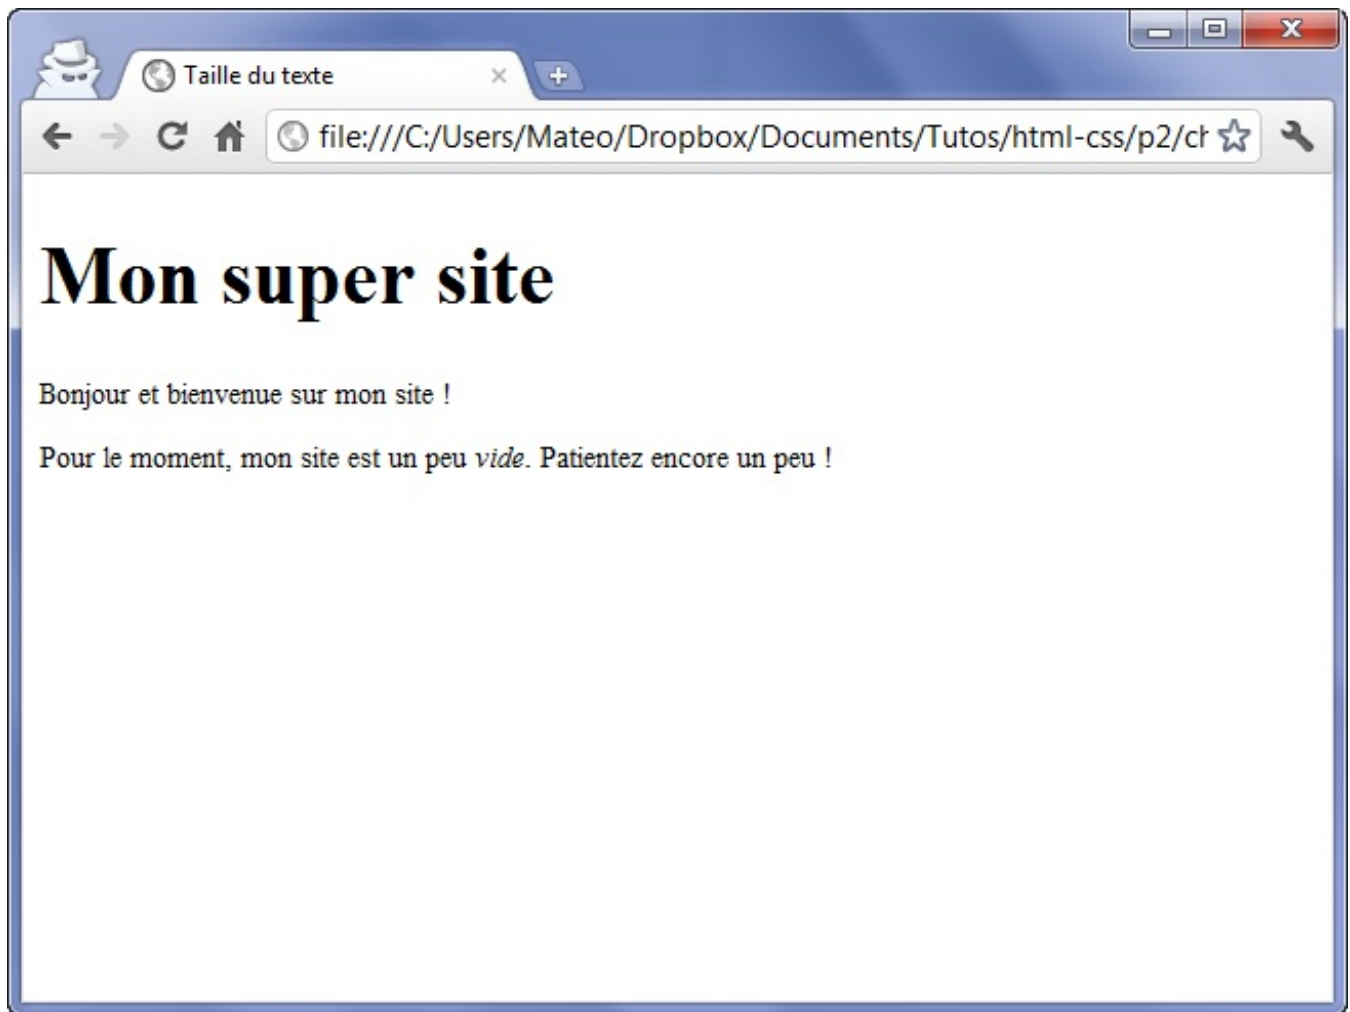 Taille du texte
file:///C:/Users/Mateo/Dropbox/Documents/Tutos/html-css/p2/ch
Mon super site
Bonjour et bienvenue sur mon site !
Pour le moment, mon site est un peu vide. Patientez encore un peu !